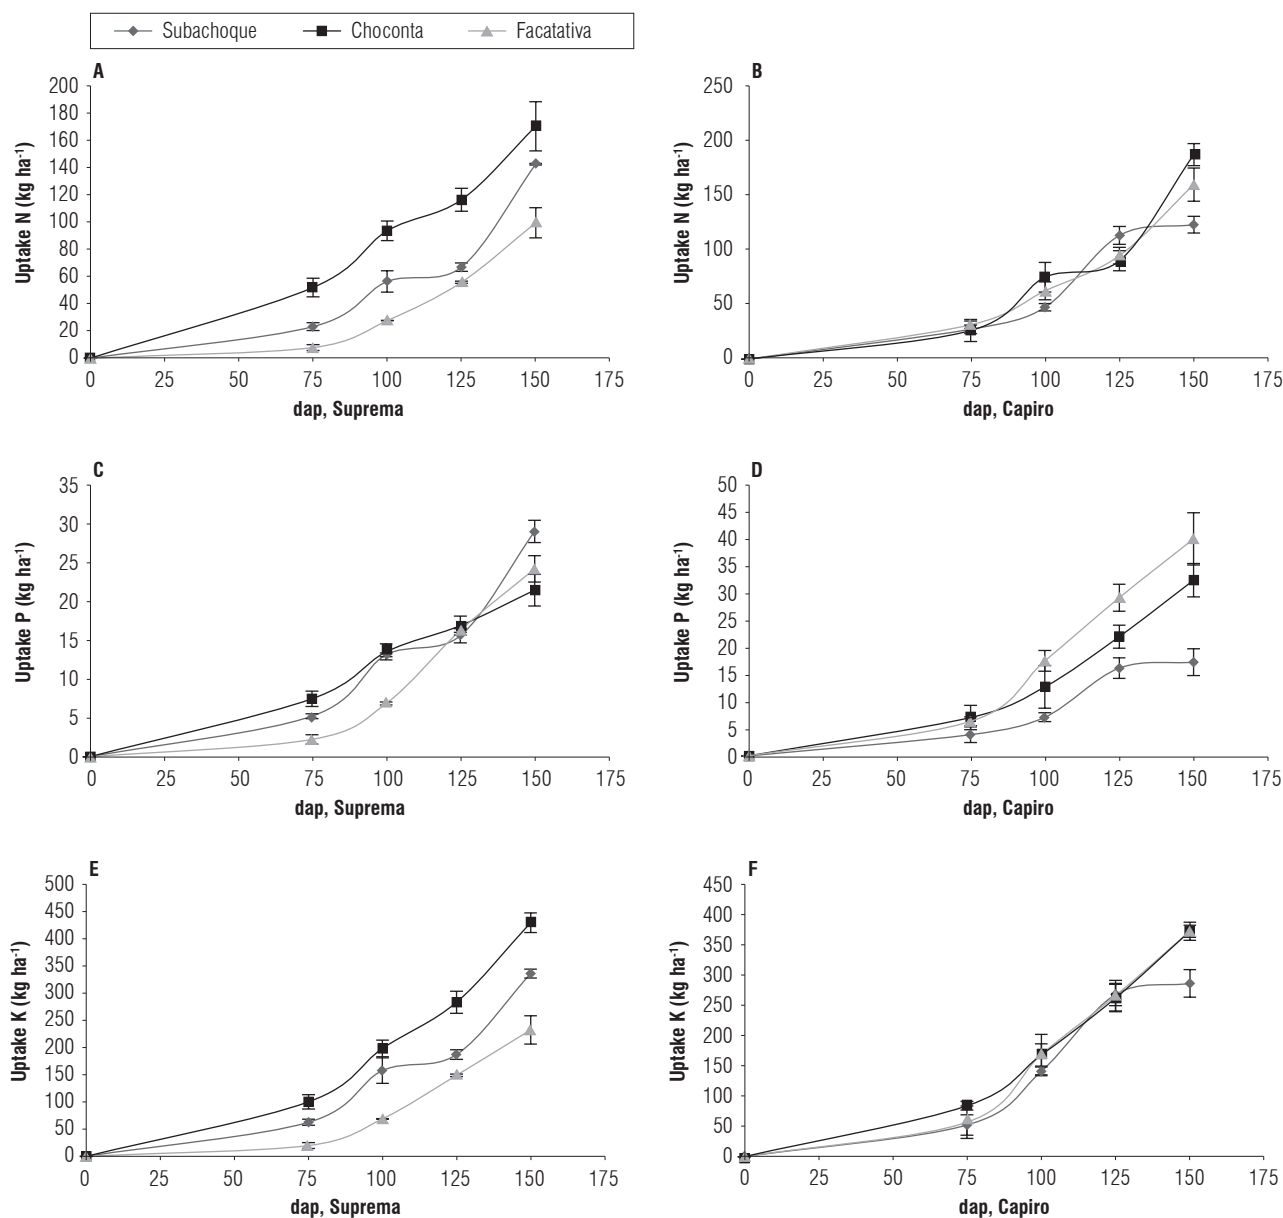 Subachoque Choconta Facatativa
A
Uptake N (kg ha-1)
200
180
160
140
120
100
80
60
40
20
0
0 25 50 75 100 125 150 175
dap, Suprema
B
Uptake N (kg ha-1)
250
200
150
100
50
0
0 25 50 75 100 125 150 175
dap, Capiro
C
Uptake P (kg ha-1)
35
30
25
20
15
10
5
0
0 25 50 75 100 125 150 175
dap, Suprema
D
Uptake P (kg ha-1)
50
45
40
35
30
25
20
15
10
5
0
0 25 50 75 100 125 150 175
dap, Capiro
E
Uptake K (kg ha-1)
500
450
400
350
300
250
200
150
100
50
0
0 25 50 75 100 125 150 175
dap, Suprema
F
Uptake K (kg ha-1)
450
400
350
300
250
200
150
100
50
0
0 25 50 75 100 125 150 175
dap, Capiro